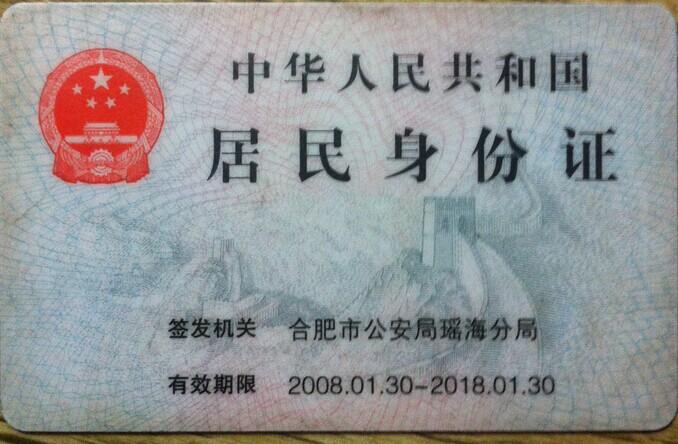 中华人民共和国
居民身份证
签发机关 合肥市公安局瑶海分局
有效期限 2008.01.30-2018.01.30